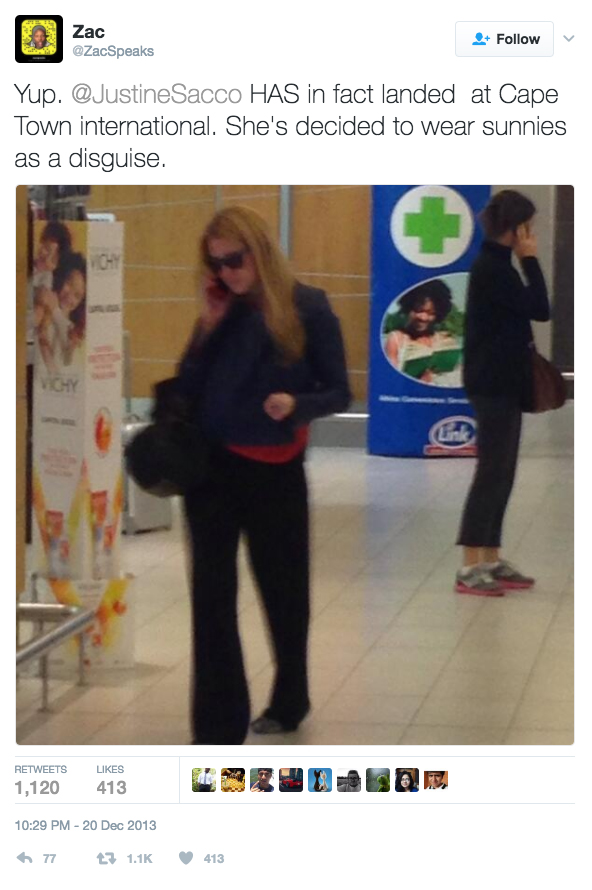 Zac
@ZacSpeaks
Follow
Yup. @JustineSacco HAS in fact landed at Cape
Town international. She's decided to wear sunnies
as a disguise.
VICHY
VICHY
Link
RETWEETS
LIKES
1,120
413
10:29 PM - 20 Dec 2013
77
1.1K
413